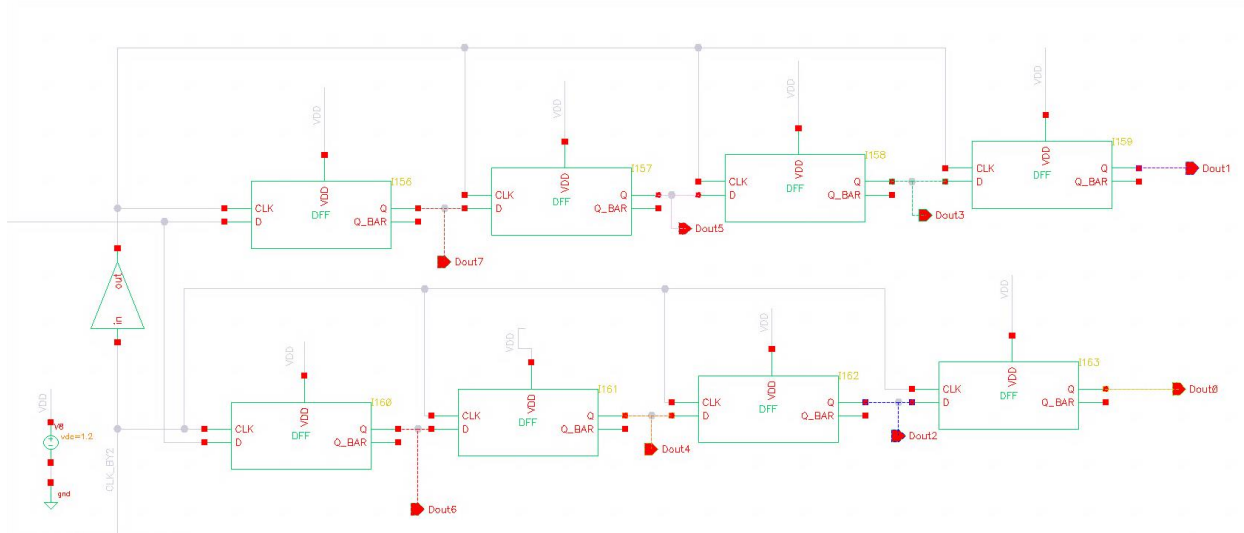 VDD
VDD
VDD
VDD
I159
CLK
VDD
Q
D
DFF
Q_BAR
Dout1
I158
CLK
VDD
Q
D
DFF
Q_BAR
Dout3
I157
CLK
VDD
Q
D
DFF
Q_BAR
Dout5
I156
CLK
VDD
Q
D
DFF
Q_BAR
Dout7
out
in
VDD
VDD
VDD
VDD
I163
CLK
VDD
Q
D
DFF
Q_BAR
Dout0
I162
CLK
VDD
Q
D
DFF
Q_BAR
Dout2
I161
CLK
VDD
Q
D
DFF
Q_BAR
Dout4
I160
CLK
VDD
Q
D
DFF
Q_BAR
Dout6
VDD
vdc=1.2
gnd
CLK_BY2